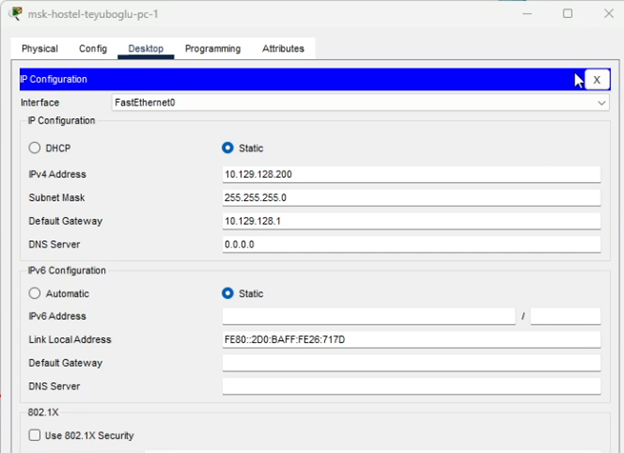 msk-hostel-teyuboglu-pc-1
Physical Config Desktop Programming Attributes
IP Configuration X
Interface FastEthernet0
IP Configuration
DHCP Static
IPv4 Address 10.129.128.200
Subnet Mask 255.255.255.0
Default Gateway 10.129.128.1
DNS Server 0.0.0.0
IPv6 Configuration
Automatic Static
IPv6 Address /
Link Local Address FE80::2D0:BAFF:FE26:717D
Default Gateway
DNS Server
802.1X
Use 802.1X Security